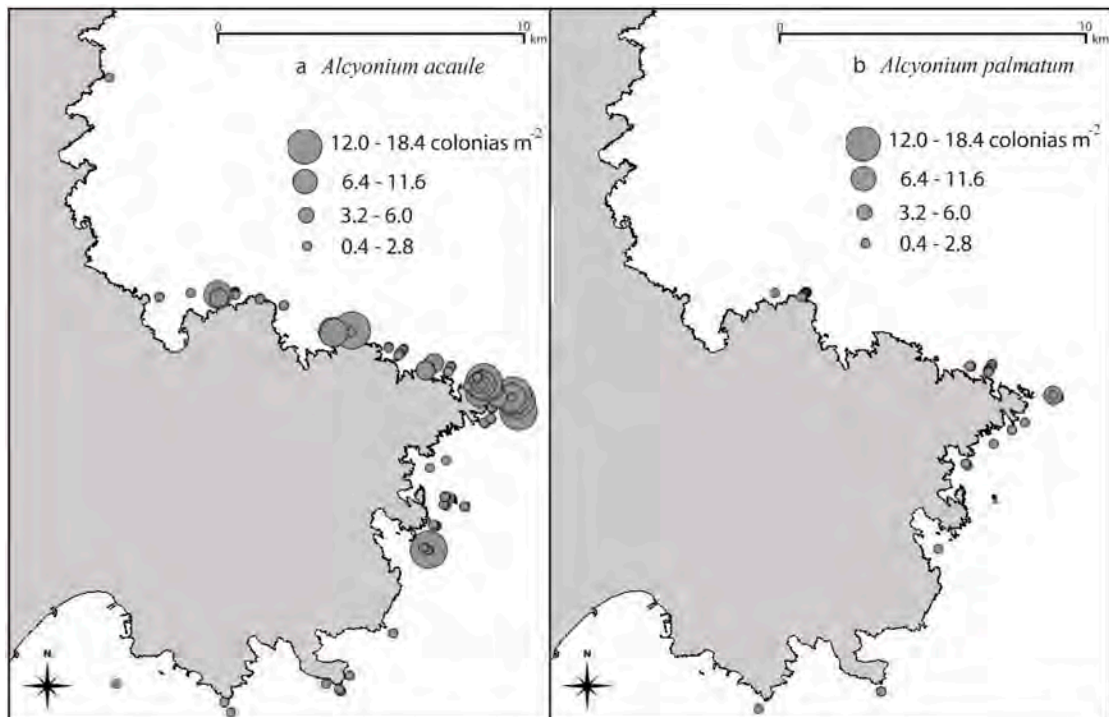 0 10
km
a Alcyonium acaule
12.0 - 18.4 colonias m-2
6.4 - 11.6
3.2 - 6.0
0.4 - 2.8
N
0 10
km
b Alcyonium palmatum
12.0 - 18.4 colonias m-2
6.4 - 11.6
3.2 - 6.0
0.4 - 2.8
N